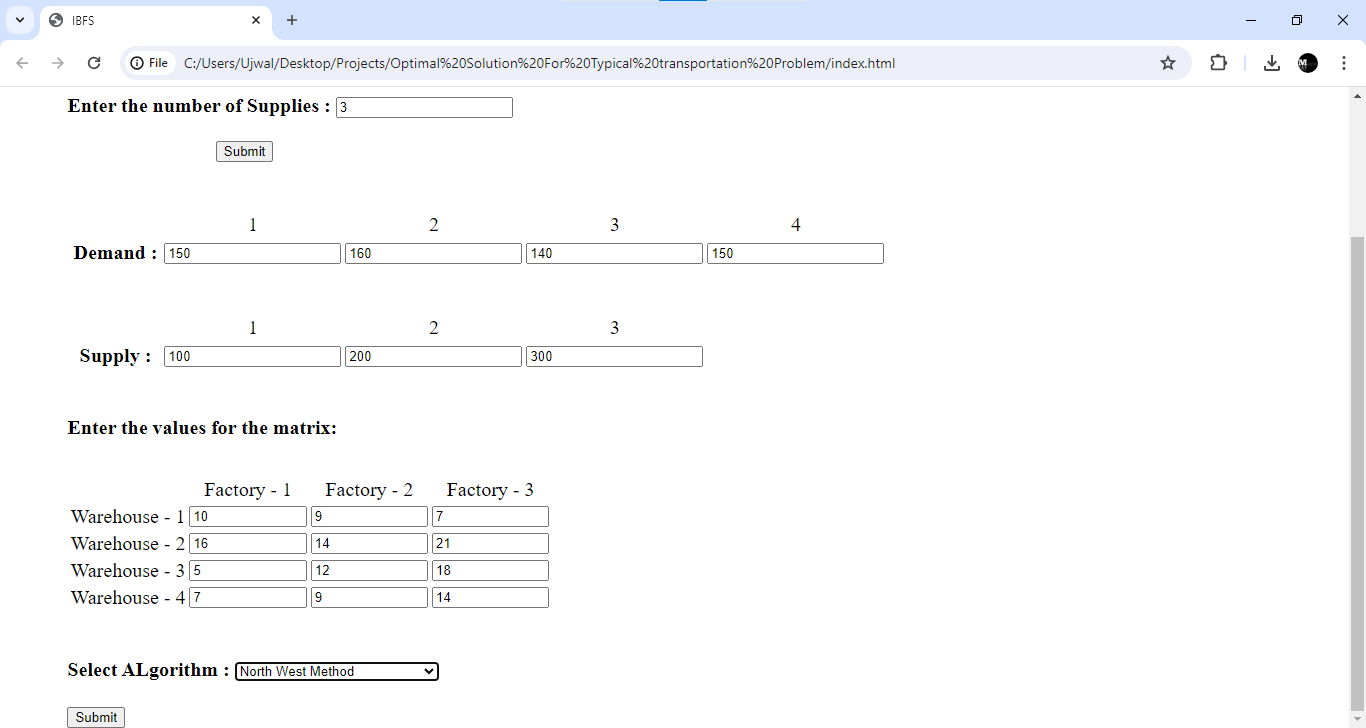 IBFS
File C:/Users/Ujwal/Desktop/Projects/Optimal%20Solution%20For%20Typical%20transportation%20Problem/index.html
Enter the number of Supplies : 3
Submit
1 2 3 4
Demand : 150 160 140 150
1 2 3
Supply : 100 200 300
Enter the values for the matrix:
Factory - 1 Factory - 2 Factory - 3
Warehouse - 1 10 9 7
Warehouse - 2 16 14 21
Warehouse - 3 5 12 18
Warehouse - 4 7 9 14
Select ALgorithm : North West Method
Submit